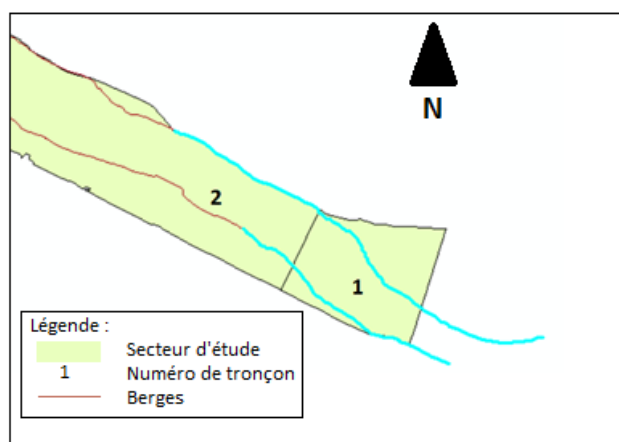 N
2
1
Légende :
Secteur d'étude
1 Numéro de tronçon
Berges